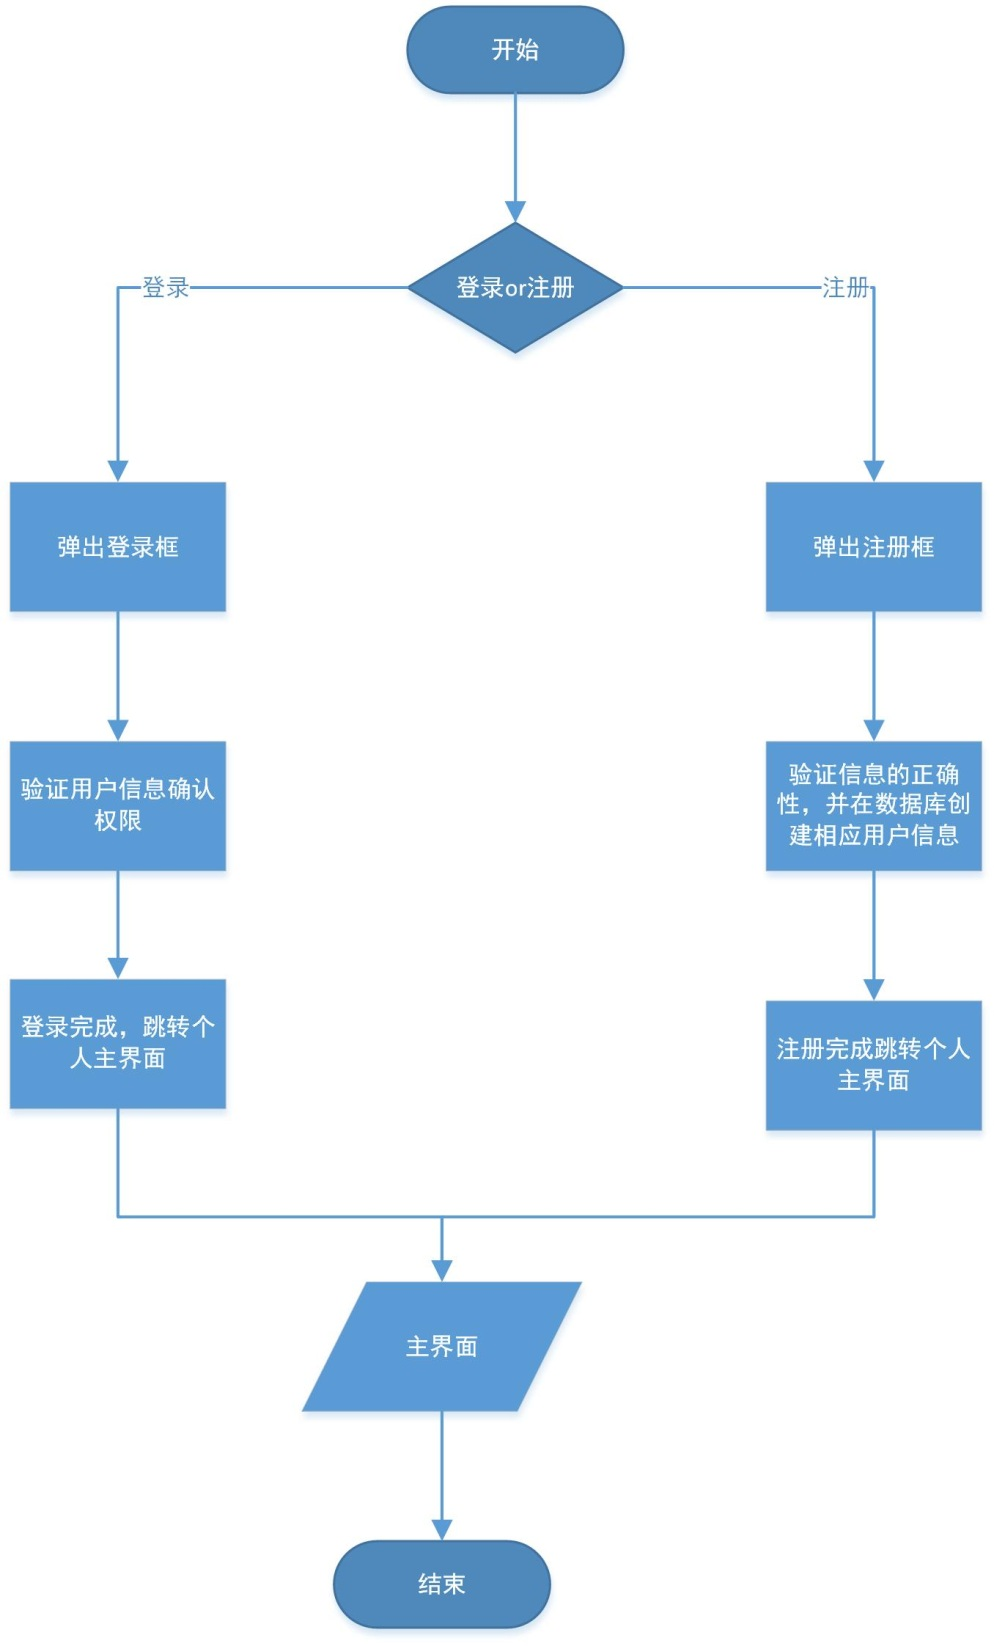 开始
登录or注册
登录
注册
弹出登录框
弹出注册框
验证用户信息确认
权限
验证信息的正确
性，并在数据库创
建相应用户信息
登录完成，跳转个
人主界面
注册完成跳转个人
主界面
主界面
结束